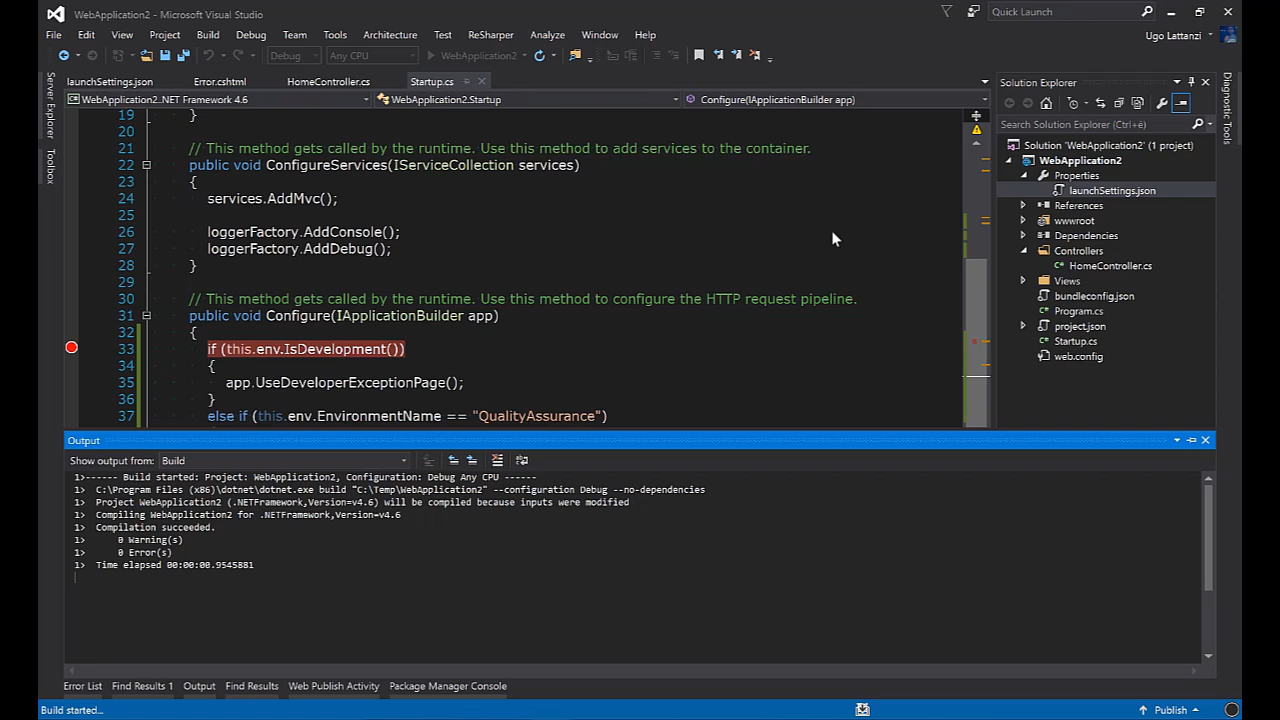 WebApplication2 - Microsoft Visual Studio
Quick Launch
File Edit View Project Build Debug Team Tools Architecture Test ReSharper Analyze Window Help
Ugo Lattanzi
Debug Any CPU WebApplication2
Server Explorer
Toolbox
Diagnostic Tools
launchSettings.json Error.cshtml HomeController.cs Startup.cs
WebApplication2..NET Framework 4.6 WebApplication2.Startup Configure(IApplicationBuilder app)
19 }
20
21 // This method gets called by the runtime. Use this method to add services to the container.
22 public void ConfigureServices(IServiceCollection services)
23 {
24 services.AddMvc();
25
26 loggerFactory.AddConsole();
27 loggerFactory.AddDebug();
28 }
29
30 // This method gets called by the runtime. Use this method to configure the HTTP request pipeline.
31 public void Configure(IApplicationBuilder app)
32 {
33 if (this.env.IsDevelopment())
34 {
35 app.UseDeveloperExceptionPage();
36 }
37 else if (this.env.EnvironmentName == "QualityAssurance")
Solution Explorer
Search Solution Explorer (Ctrl+è)
Solution 'WebApplication2' (1 project)
WebApplication2
Properties
launchSettings.json
References
wwwroot
Dependencies
Controllers
HomeController.cs
Views
bundleconfig.json
Program.cs
project.json
Startup.cs
web.config
Output
Show output from: Build
1>------ Build started: Project: WebApplication2, Configuration: Debug Any CPU ------
1> C:\Program Files (x86)\dotnet\dotnet.exe build "C:\Temp\WebApplication2" --configuration Debug --no-dependencies
1> Project WebApplication2 (.NETFramework,Version=v4.6) will be compiled because inputs were modified
1> Compiling WebApplication2 for .NETFramework,Version=v4.6
1> Compilation succeeded.
1> 0 Warning(s)
1> 0 Error(s)
1> Time elapsed 00:00:00.9545881
Error List Find Results 1 Output Find Results Web Publish Activity Package Manager Console
Build started... Publish